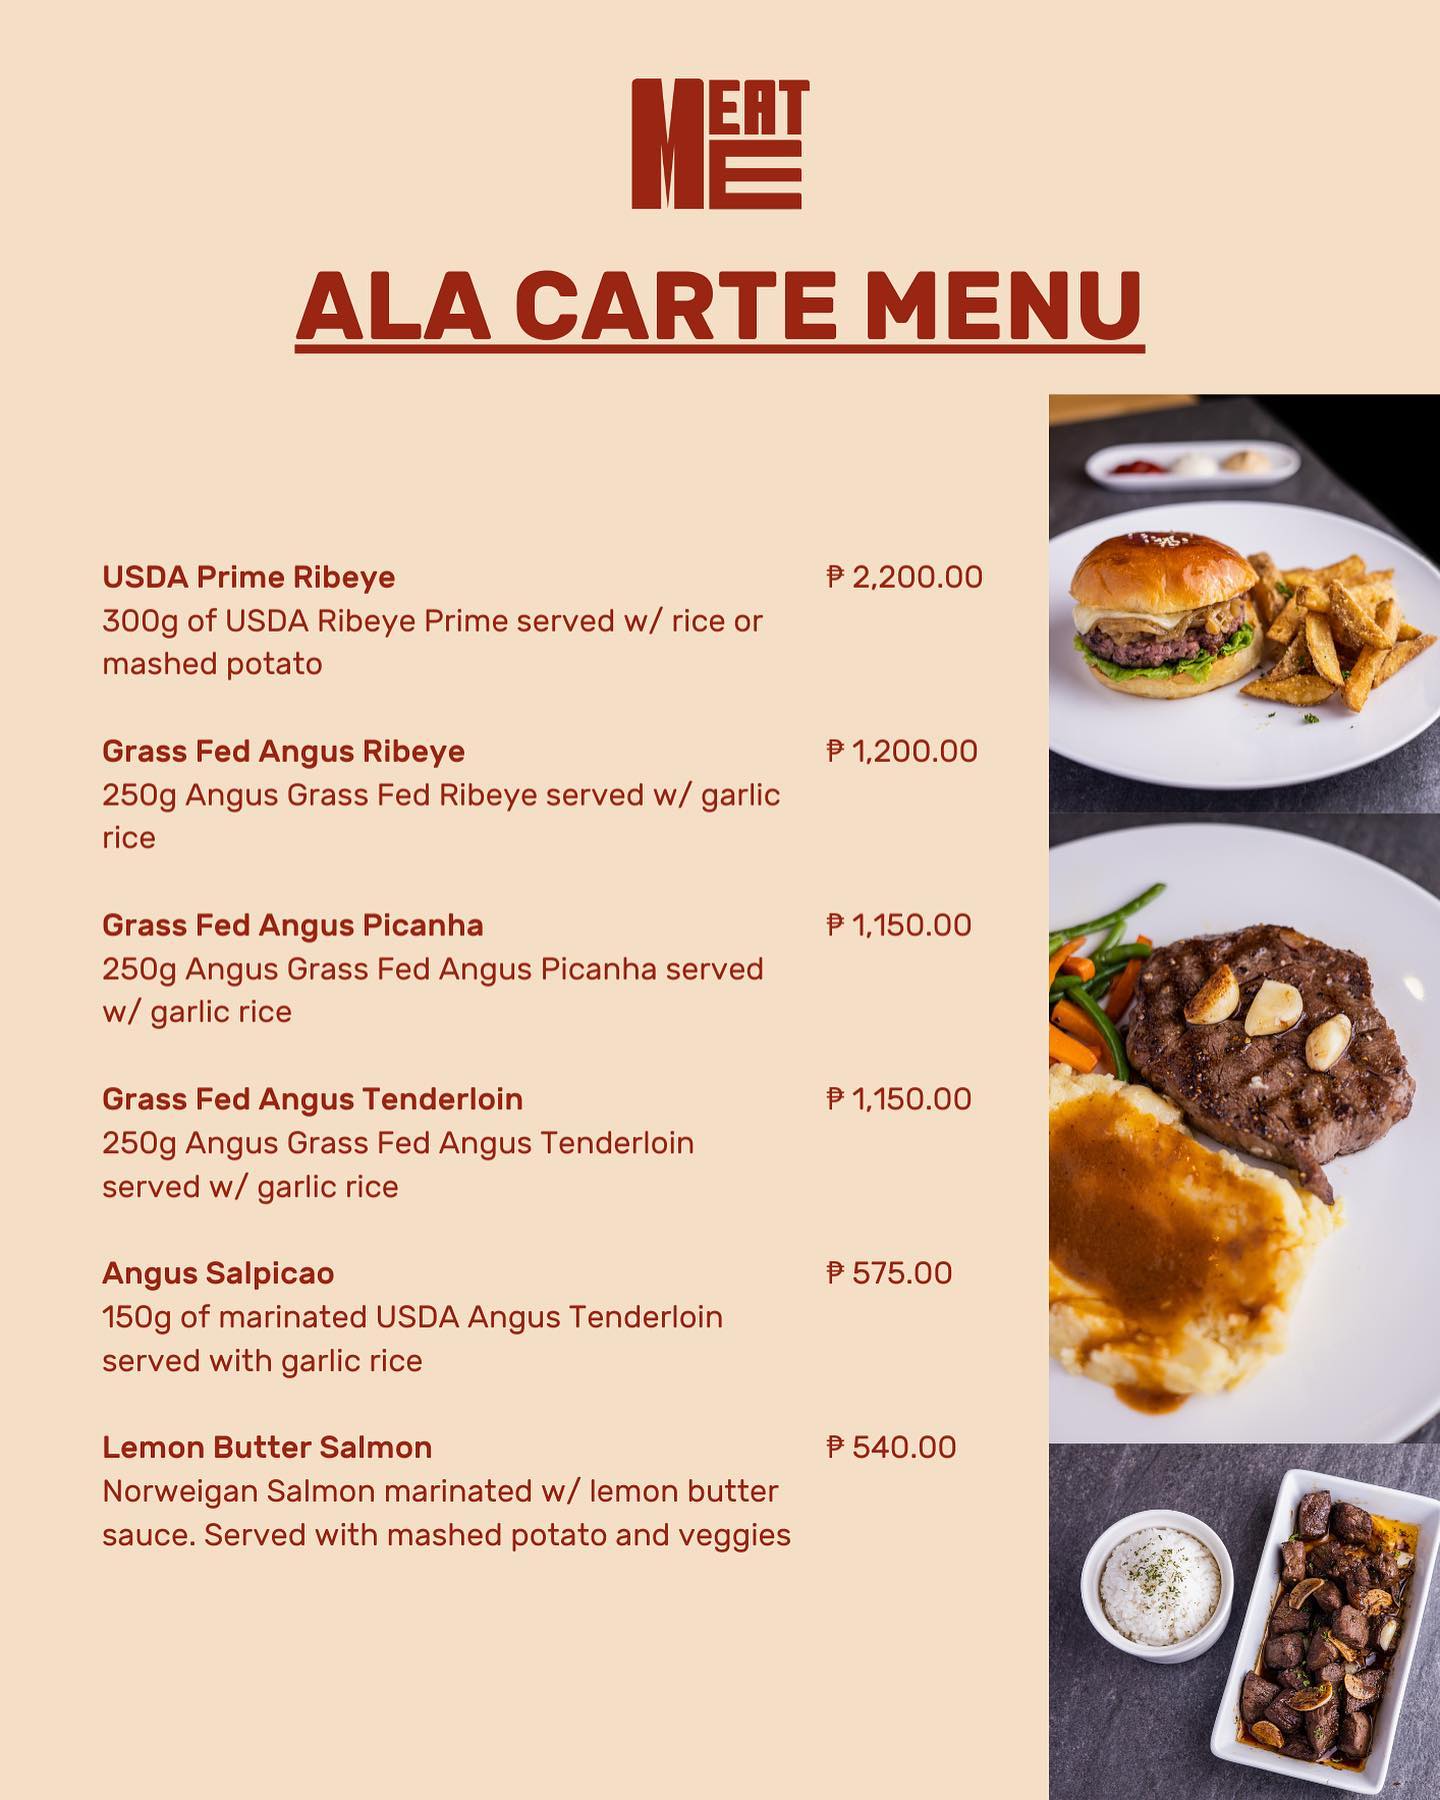 MEAT
ME
ALA CARTE MENU
USDA Prime Ribeye ₱ 2,200.00
300g of USDA Ribeye Prime served w/ rice or
mashed potato
Grass Fed Angus Ribeye ₱ 1,200.00
250g Angus Grass Fed Ribeye served w/ garlic
rice
Grass Fed Angus Picanha ₱ 1,150.00
250g Angus Grass Fed Angus Picanha served
w/ garlic rice
Grass Fed Angus Tenderloin ₱ 1,150.00
250g Angus Grass Fed Angus Tenderloin
served w/ garlic rice
Angus Salpicao ₱ 575.00
150g of marinated USDA Angus Tenderloin
served with garlic rice
Lemon Butter Salmon ₱ 540.00
Norweigan Salmon marinated w/ lemon butter
sauce. Served with mashed potato and veggies